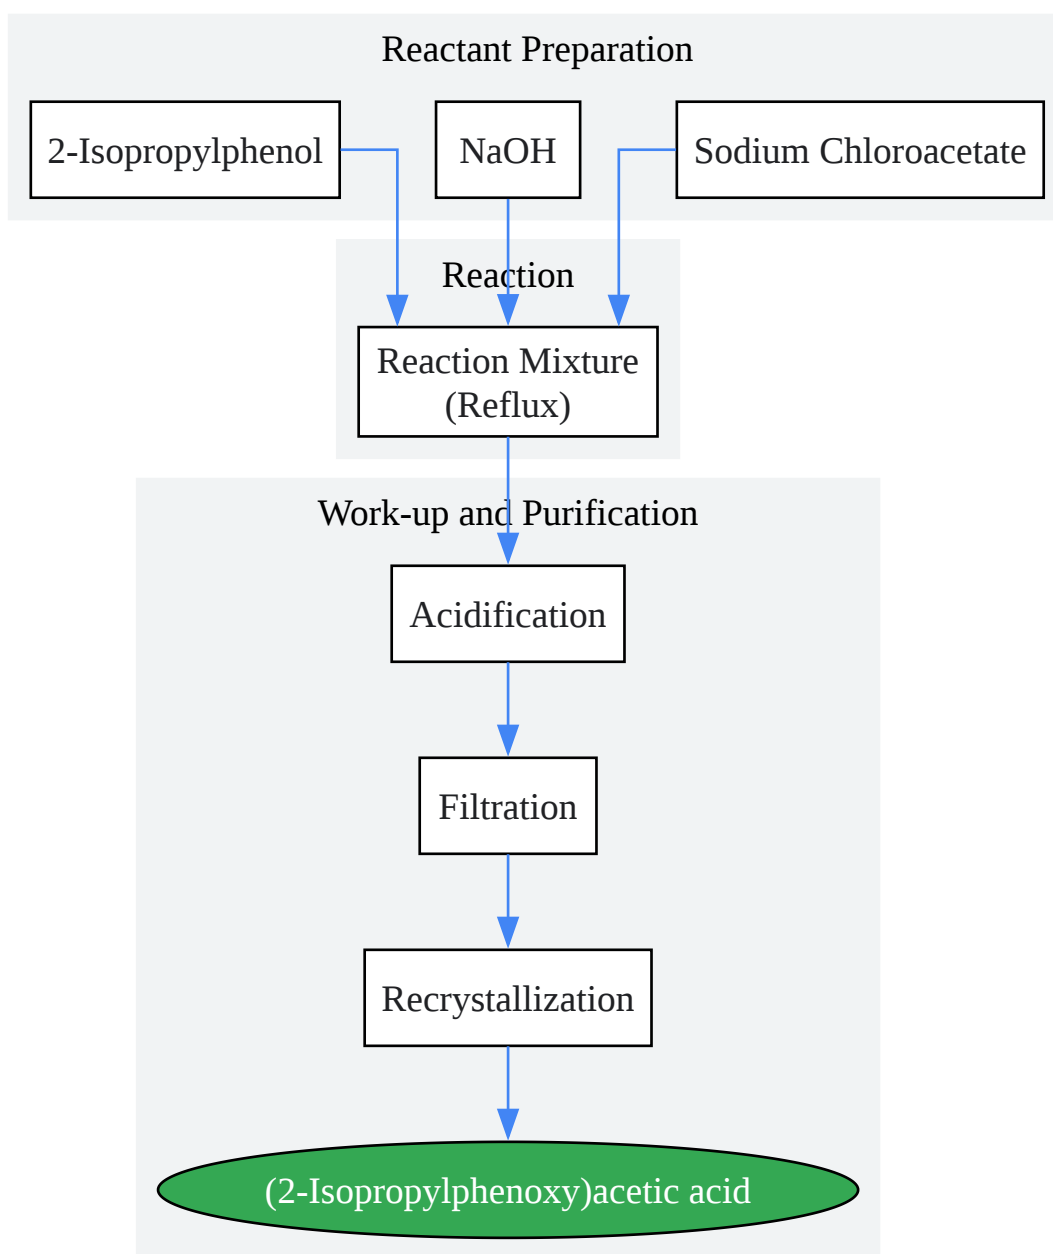 Reactant Preparation
2-Isopropylphenol
NaOH
Sodium Chloroacetate
Reaction
Reaction Mixture
(Reflux)
Work-up and Purification
Acidification
Filtration
Recrystallization
(2-Isopropylphenoxy)acetic acid